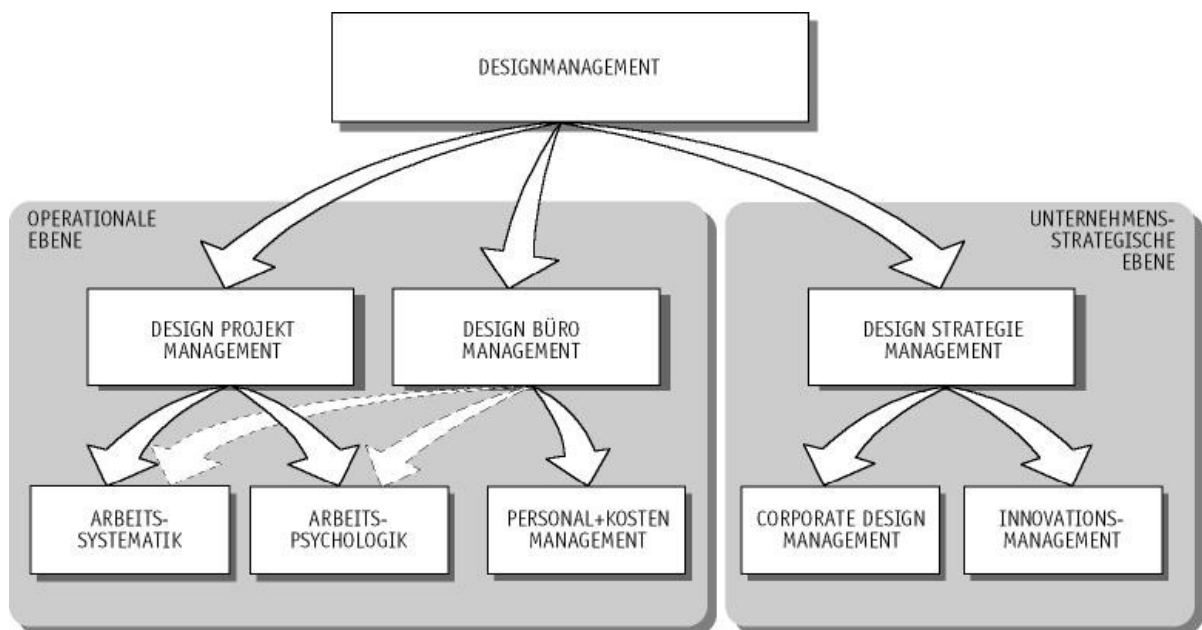 DESIGNMANAGEMENT
OPERATIONALE
EBENE
UNTERNEHMENS-
STRATEGISCHE
EBENE
DESIGN PROJEKT
MANAGEMENT
DESIGN BÜRO
MANAGEMENT
DESIGN STRATEGIE
MANAGEMENT
ARBEITS-
SYSTEMATIK
ARBEITS-
PSYCHOLOGIK
PERSONAL+KOSTEN
MANAGEMENT
CORPORATE DESIGN
MANAGEMENT
INNOVATIONS-
MANAGEMENT